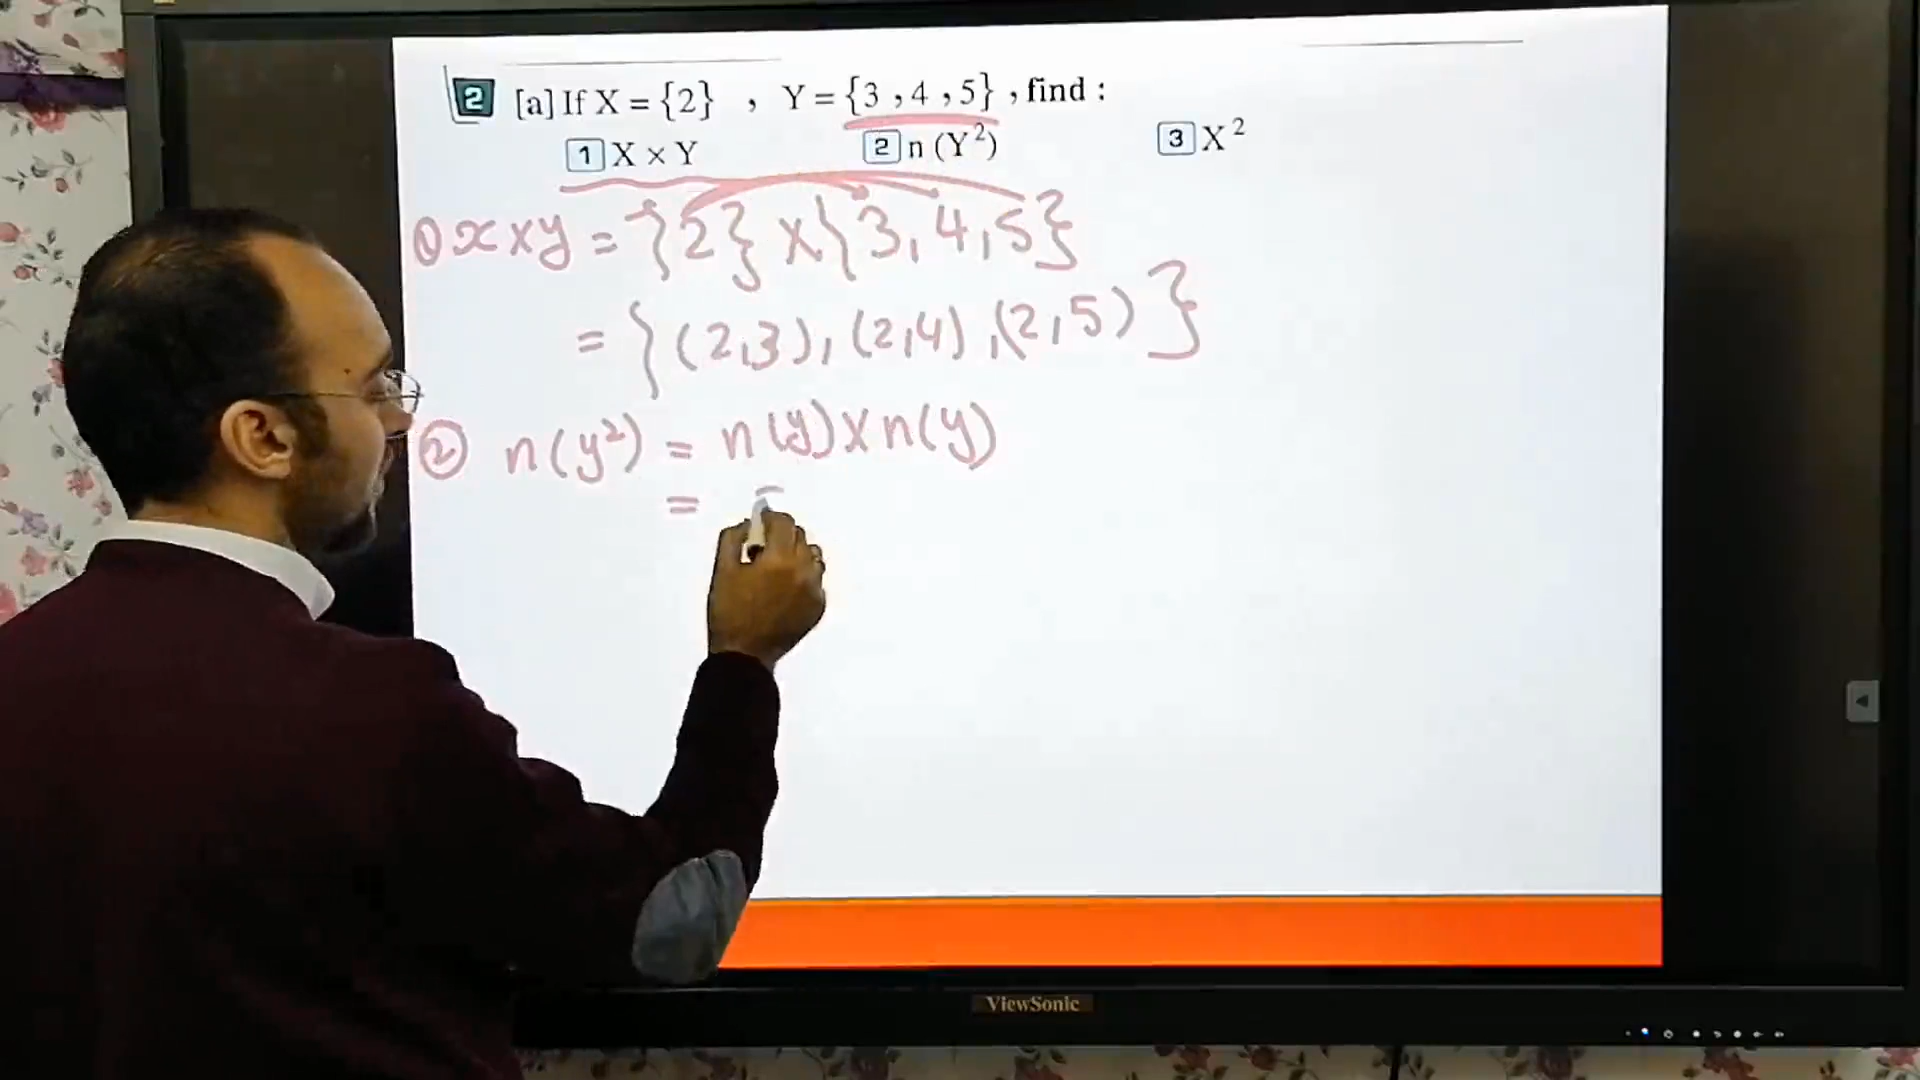 2 [a] If X = {2} , Y = {3 , 4 , 5} , find :
1 X × Y 2 n (Y²) 3 X²
① x × y = {2} × {3, 4, 5}
= {(2,3), (2,4), (2,5)}
② n(y²) = n(y) × n(y)
=
ViewSonic